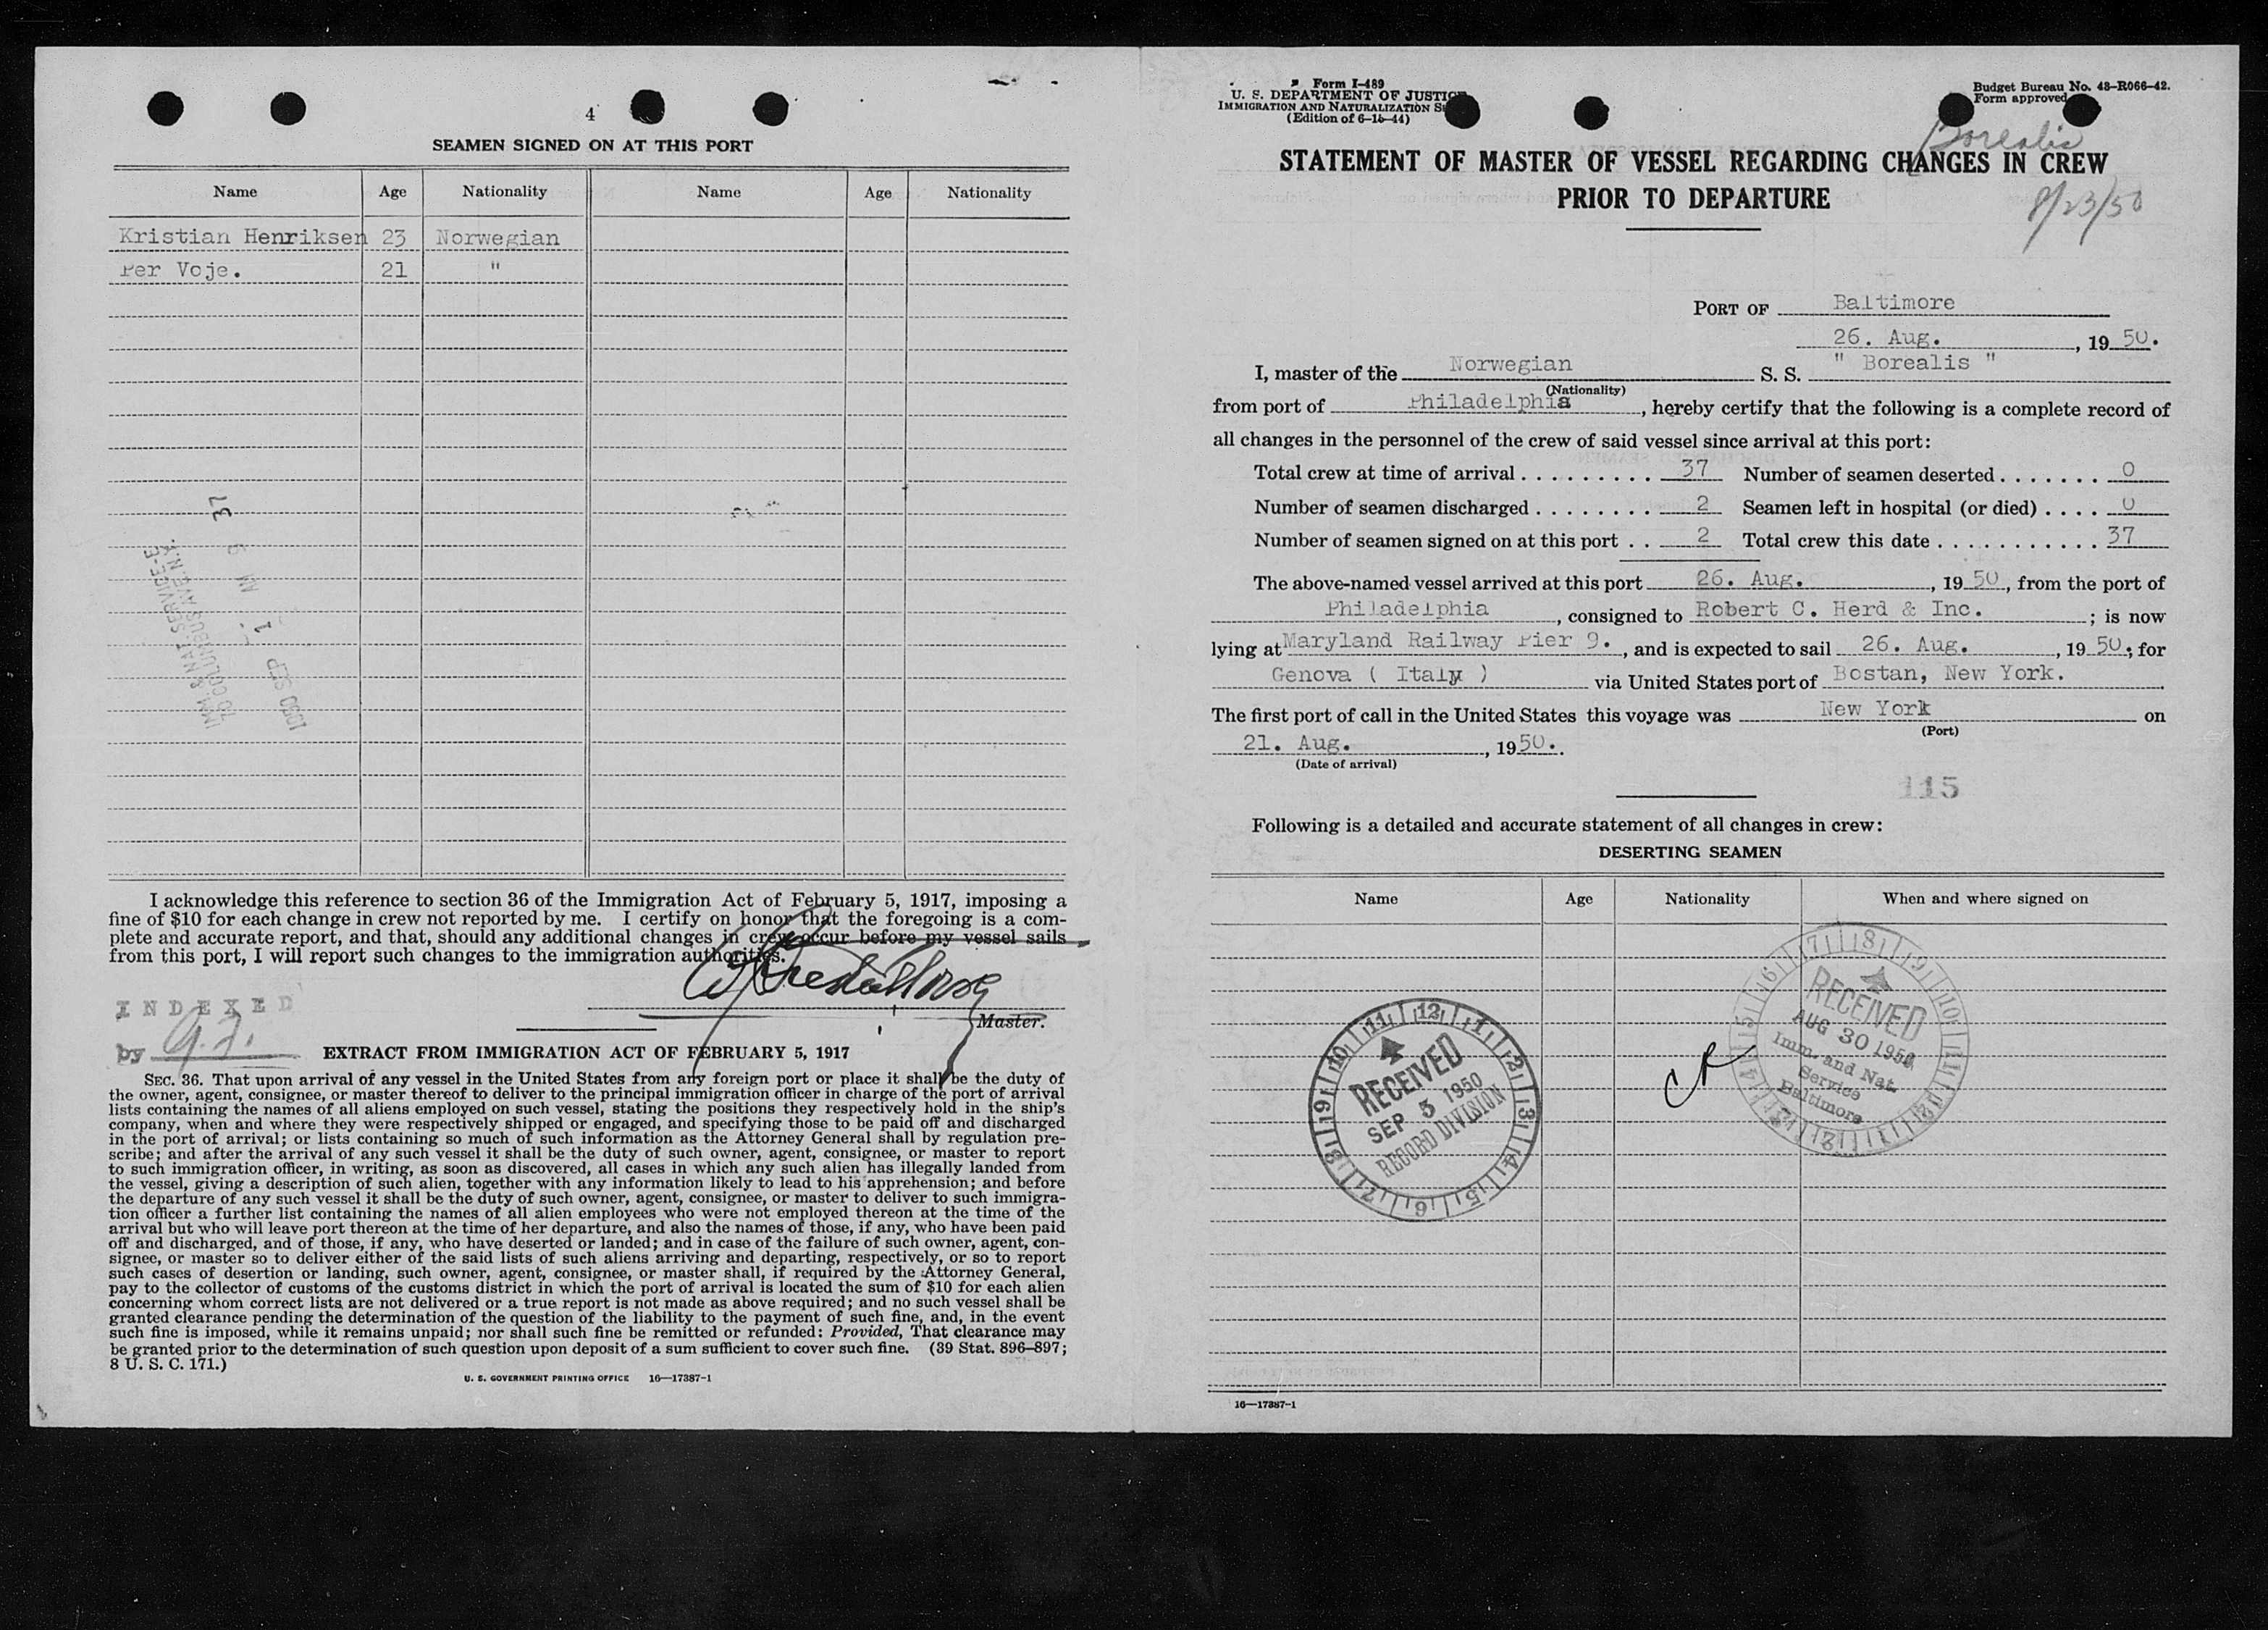 4
SEAMEN SIGNED ON AT THIS PORT
Name Age Nationality Name Age Nationality
Kristian Henriksen 23 Norwegian
Per Voje. 21 "
37
IMM. & NAT. SERVICE
70 COLUMBUS AVE. N.Y.
I acknowledge this reference to section 36 of the Immigration Act of February 5, 1917, imposing a
fine of $10 for each change in crew not reported by me. I certify on honor that the foregoing is a com-
plete and accurate report, and that, should any additional changes in crew occur before my vessel sails
from this port, I will report such changes to the immigration authorities.
INDEXED
by
Master.
EXTRACT FROM IMMIGRATION ACT OF FEBRUARY 5, 1917
SEC. 36. That upon arrival of any vessel in the United States from any foreign port or place it shall be the duty of
the owner, agent, consignee, or master thereof to deliver to the principal immigration officer in charge of the port of arrival
lists containing the names of all aliens employed on such vessel, stating the positions they respectively hold in the ship's
company, when and where they were respectively shipped or engaged, and specifying those to be paid off and discharged
in the port of arrival; or lists containing so much of such information as the Attorney General shall by regulation pre-
scribe; and after the arrival of any such vessel it shall be the duty of such owner, agent, consignee, or master to report
to such immigration officer, in writing, as soon as discovered, all cases in which any such alien has illegally landed from
the vessel, giving a description of such alien, together with any information likely to lead to his apprehension; and before
the departure of any such vessel it shall be the duty of such owner, agent, consignee, or master to deliver to such immigra-
tion officer a further list containing the names of all alien employees who were not employed thereon at the time of the
arrival but who will leave port thereon at the time of her departure, and also the names of those, if any, who have been paid
off and discharged, and of those, if any, who have deserted or landed; and in case of the failure of such owner, agent, con-
signee, or master so to deliver either of the said lists of such aliens arriving and departing, respectively, or so to report
such cases of desertion or landing, such owner, agent, consignee, or master shall, if required by the Attorney General,
pay to the collector of customs of the customs district in which the port of arrival is located the sum of $10 for each alien
concerning whom correct lists are not delivered or a true report is not made as above required; and no such vessel shall be
granted clearance pending the determination of the question of the liability to the payment of such fine, and, in the event
such fine is imposed, while it remains unpaid; nor shall such fine be remitted or refunded: Provided, That clearance may
be granted prior to the determination of such question upon deposit of a sum sufficient to cover such fine. (39 Stat. 896–897;
8 U. S. C. 171.)
U. S. GOVERNMENT PRINTING OFFICE 16—17387-1
Form I-489
U. S. DEPARTMENT OF JUSTICE
IMMIGRATION AND NATURALIZATION
(Edition of 6-15-44)
Budget Bureau No. 43-R066-42.
Form approved
Borealis
STATEMENT OF MASTER OF VESSEL REGARDING CHANGES IN CREW
PRIOR TO DEPARTURE
8/23/50
PORT OF Baltimore
26. Aug. , 19 50.
I, master of the Norwegian S. S. " Borealis "
(Nationality)
from port of Philadelphia , hereby certify that the following is a complete record of
all changes in the personnel of the crew of said vessel since arrival at this port:
Total crew at time of arrival . . . . . . . . . 37 Number of seamen deserted . . . . . . . 0
Number of seamen discharged . . . . . . . . 2 Seamen left in hospital (or died) . . . . 0
Number of seamen signed on at this port . . 2 Total crew this date . . . . . . . . . . . 37
The above-named vessel arrived at this port 26. Aug. , 19 50, from the port of
Philadelphia , consigned to Robert C. Herd & Inc. ; is now
lying at Maryland Railway Pier 9. , and is expected to sail 26. Aug. , 19 50; for
Genova ( Italy ) via United States port of Bostan, New York.
The first port of call in the United States this voyage was New York on
(Port)
21. Aug. , 19 50.
(Date of arrival)
115
Following is a detailed and accurate statement of all changes in crew:
DESERTING SEAMEN
Name Age Nationality When and where signed on
RECEIVED
AUG 30 1950
Imm. and Nat.
Service
Baltimore
RECEIVED
SEP 5 1950
RECORD DIVISION
16—17387-1